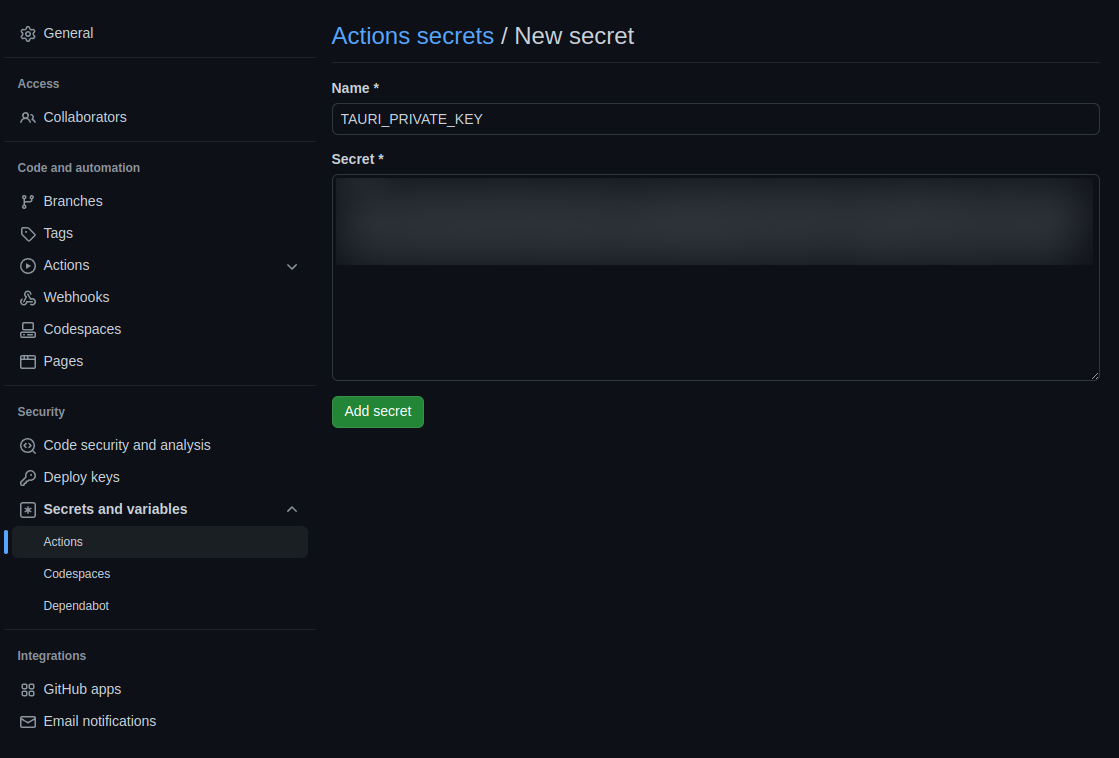 General
Access
Collaborators
Code and automation
Branches
Tags
Actions
Webhooks
Codespaces
Pages
Security
Code security and analysis
Deploy keys
Secrets and variables
Actions
Codespaces
Dependabot
Integrations
GitHub apps
Email notifications
Actions secrets / New secret
Name *
TAURI_PRIVATE_KEY
Secret *
Add secret